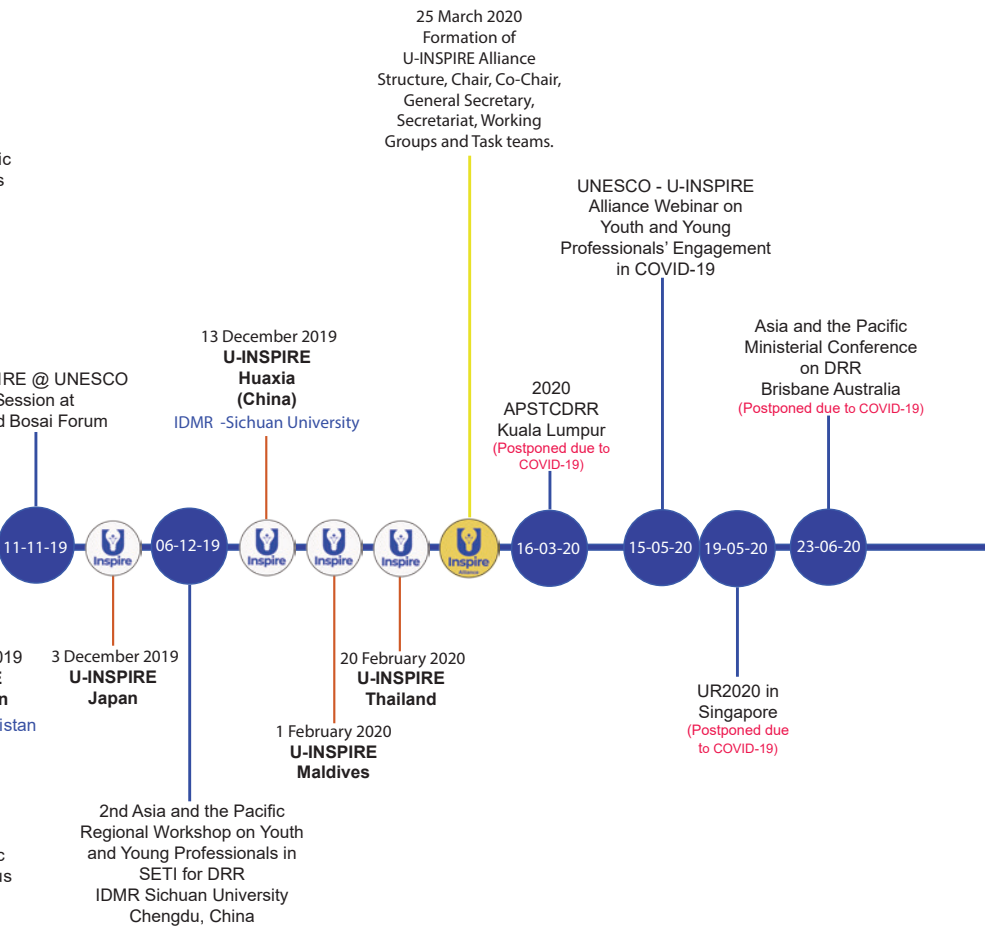 25 March 2020
Formation of
U-INSPIRE Alliance
Structure, Chair, Co-Chair,
General Secretary,
Secretariat, Working
Groups and Task teams.
ic
s
UNESCO - U-INSPIRE
Alliance Webinar on
Youth and Young
Professionals' Engagement
in COVID-19
Asia and the Pacific
Ministerial Conference
on DRR
Brisbane Australia
(Postponed due to COVID-19)
13 December 2019
U-INSPIRE
Huaxia
(China)
IDMR -Sichuan University
IRE @ UNESCO
Session at
d Bosai Forum
2020
APSTCDRR
Kuala Lumpur
(Postponed due to
COVID-19)
11-11-19
Inspire
06-12-19
Inspire
Inspire
Inspire
Inspire
Alliance
16-03-20
15-05-20
19-05-20
23-06-20
019
E
n
istan
3 December 2019
U-INSPIRE
Japan
20 February 2020
U-INSPIRE
Thailand
1 February 2020
U-INSPIRE
Maldives
UR2020 in
Singapore
(Postponed due
to COVID-19)
2nd Asia and the Pacific
Regional Workshop on Youth
and Young Professionals in
SETI for DRR
IDMR Sichuan University
Chengdu, China
c
us